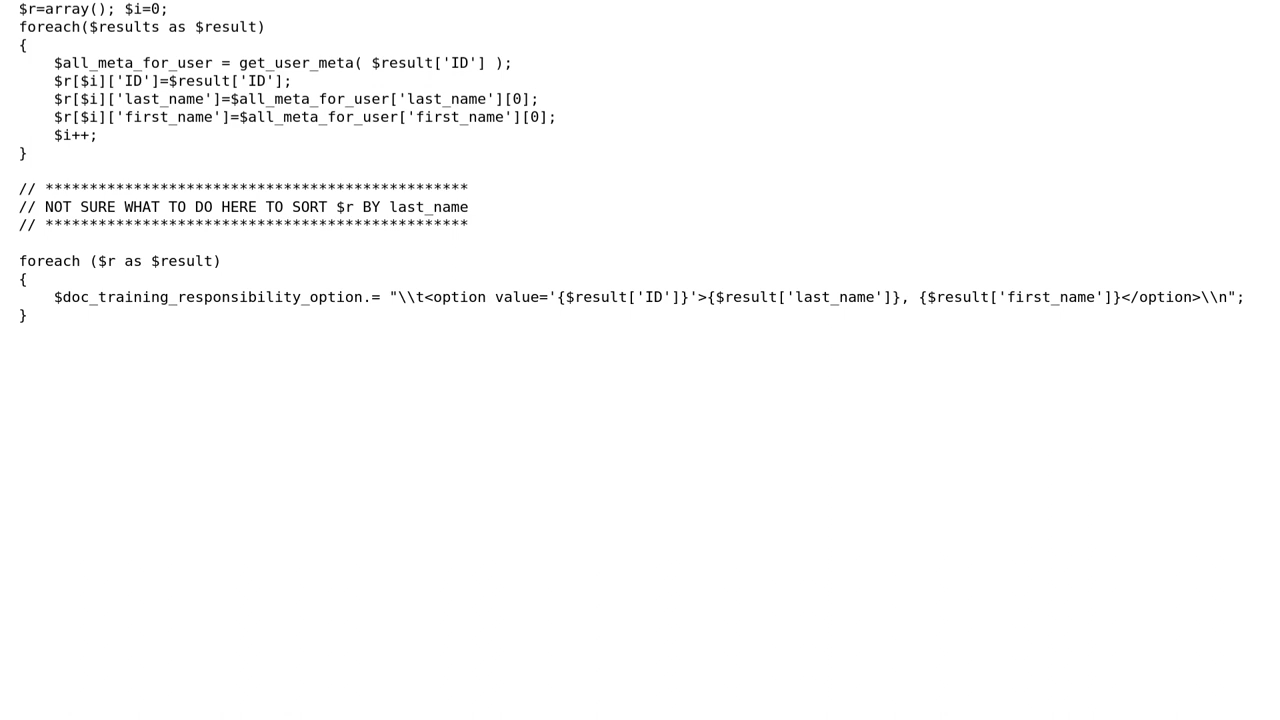 $r=array(); $i=0;
foreach($results as $result)
{
    $all_meta_for_user = get_user_meta( $result['ID'] );
    $r[$i]['ID']=$result['ID'];
    $r[$i]['last_name']=$all_meta_for_user['last_name'][0];
    $r[$i]['first_name']=$all_meta_for_user['first_name'][0];
    $i++;
}

// ************************************************
// NOT SURE WHAT TO DO HERE TO SORT $r BY last_name
// ************************************************

foreach ($r as $result)
{
    $doc_training_responsibility_option.= "\\t<option value='{$result['ID']}'>{$result['last_name']}, {$result['first_name']}</option>\\n";
}